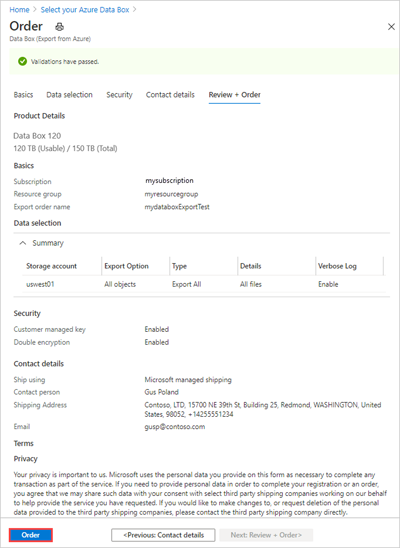 Home > Select your Azure Data Box >
Order
Data Box (Export from Azure)
Validations have passed.
Basics Data selection Security Contact details Review + Order
Product Details
Data Box 120
120 TB (Usable) / 150 TB (Total)
Basics
Subscription mysubscription
Resource group myresourcegroup
Export order name mydataboxExportTest
Data selection
Summary
Storage account Export Option Type Details Verbose Log
uswest01 All objects Export All All files Enable
Security
Customer managed key Enabled
Double encryption Enabled
Contact details
Ship using Microsoft managed shipping
Contact person Gus Poland
Shipping Address Contoso, LTD, 15700 NE 39th St, Building 25, Redmond, WASHINGTON, United
States, 98052, +14255551234
Email gusp@contoso.com
Terms
Privacy
Your privacy is important to us. Microsoft uses the personal data you provide on this form as necessary to complete any
transaction as part of the service. If you need to provide personal data in order to complete your registration or an order,
you agree that we may share such data with your consent with select third party shipping companies working on our behalf
to help provide the service you have requested. If you would like to make changes to, or request deletion of the personal
data provided to the third party shipping companies, please contact the third party shipping company directly.
Order <Previous: Contact details Next: Review + Order>